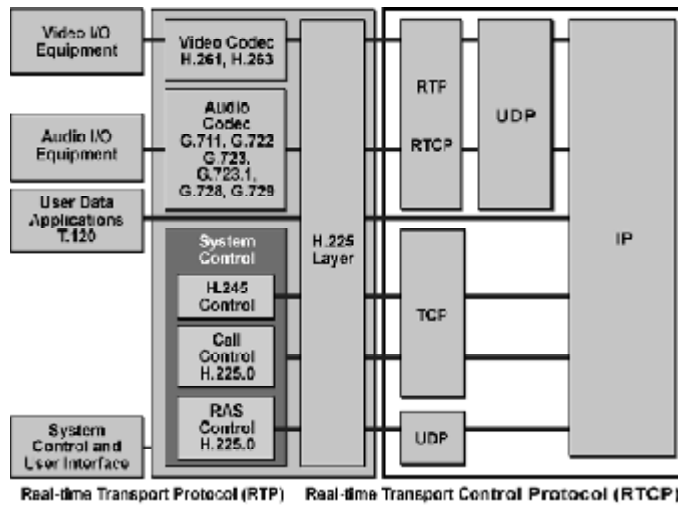 Video I/O
Equipment
Video Codec
H.261, H.263
Audio I/O
Equipment
Audio
Codec
G.711, G.722
G.723,
G.723.1,
G.728, G.729
User Data
Applications
T.120
System
Control
H.245
Control
Call
Control
H.225.0
RAS
Control
H.225.0
System
Control and
User Interface
H.225
Layer
RTP
RTCP
UDP
TCP
UDP
IP
Real-time Transport Protocol (RTP)
Real-time Transport Control Protocol (RTCP)